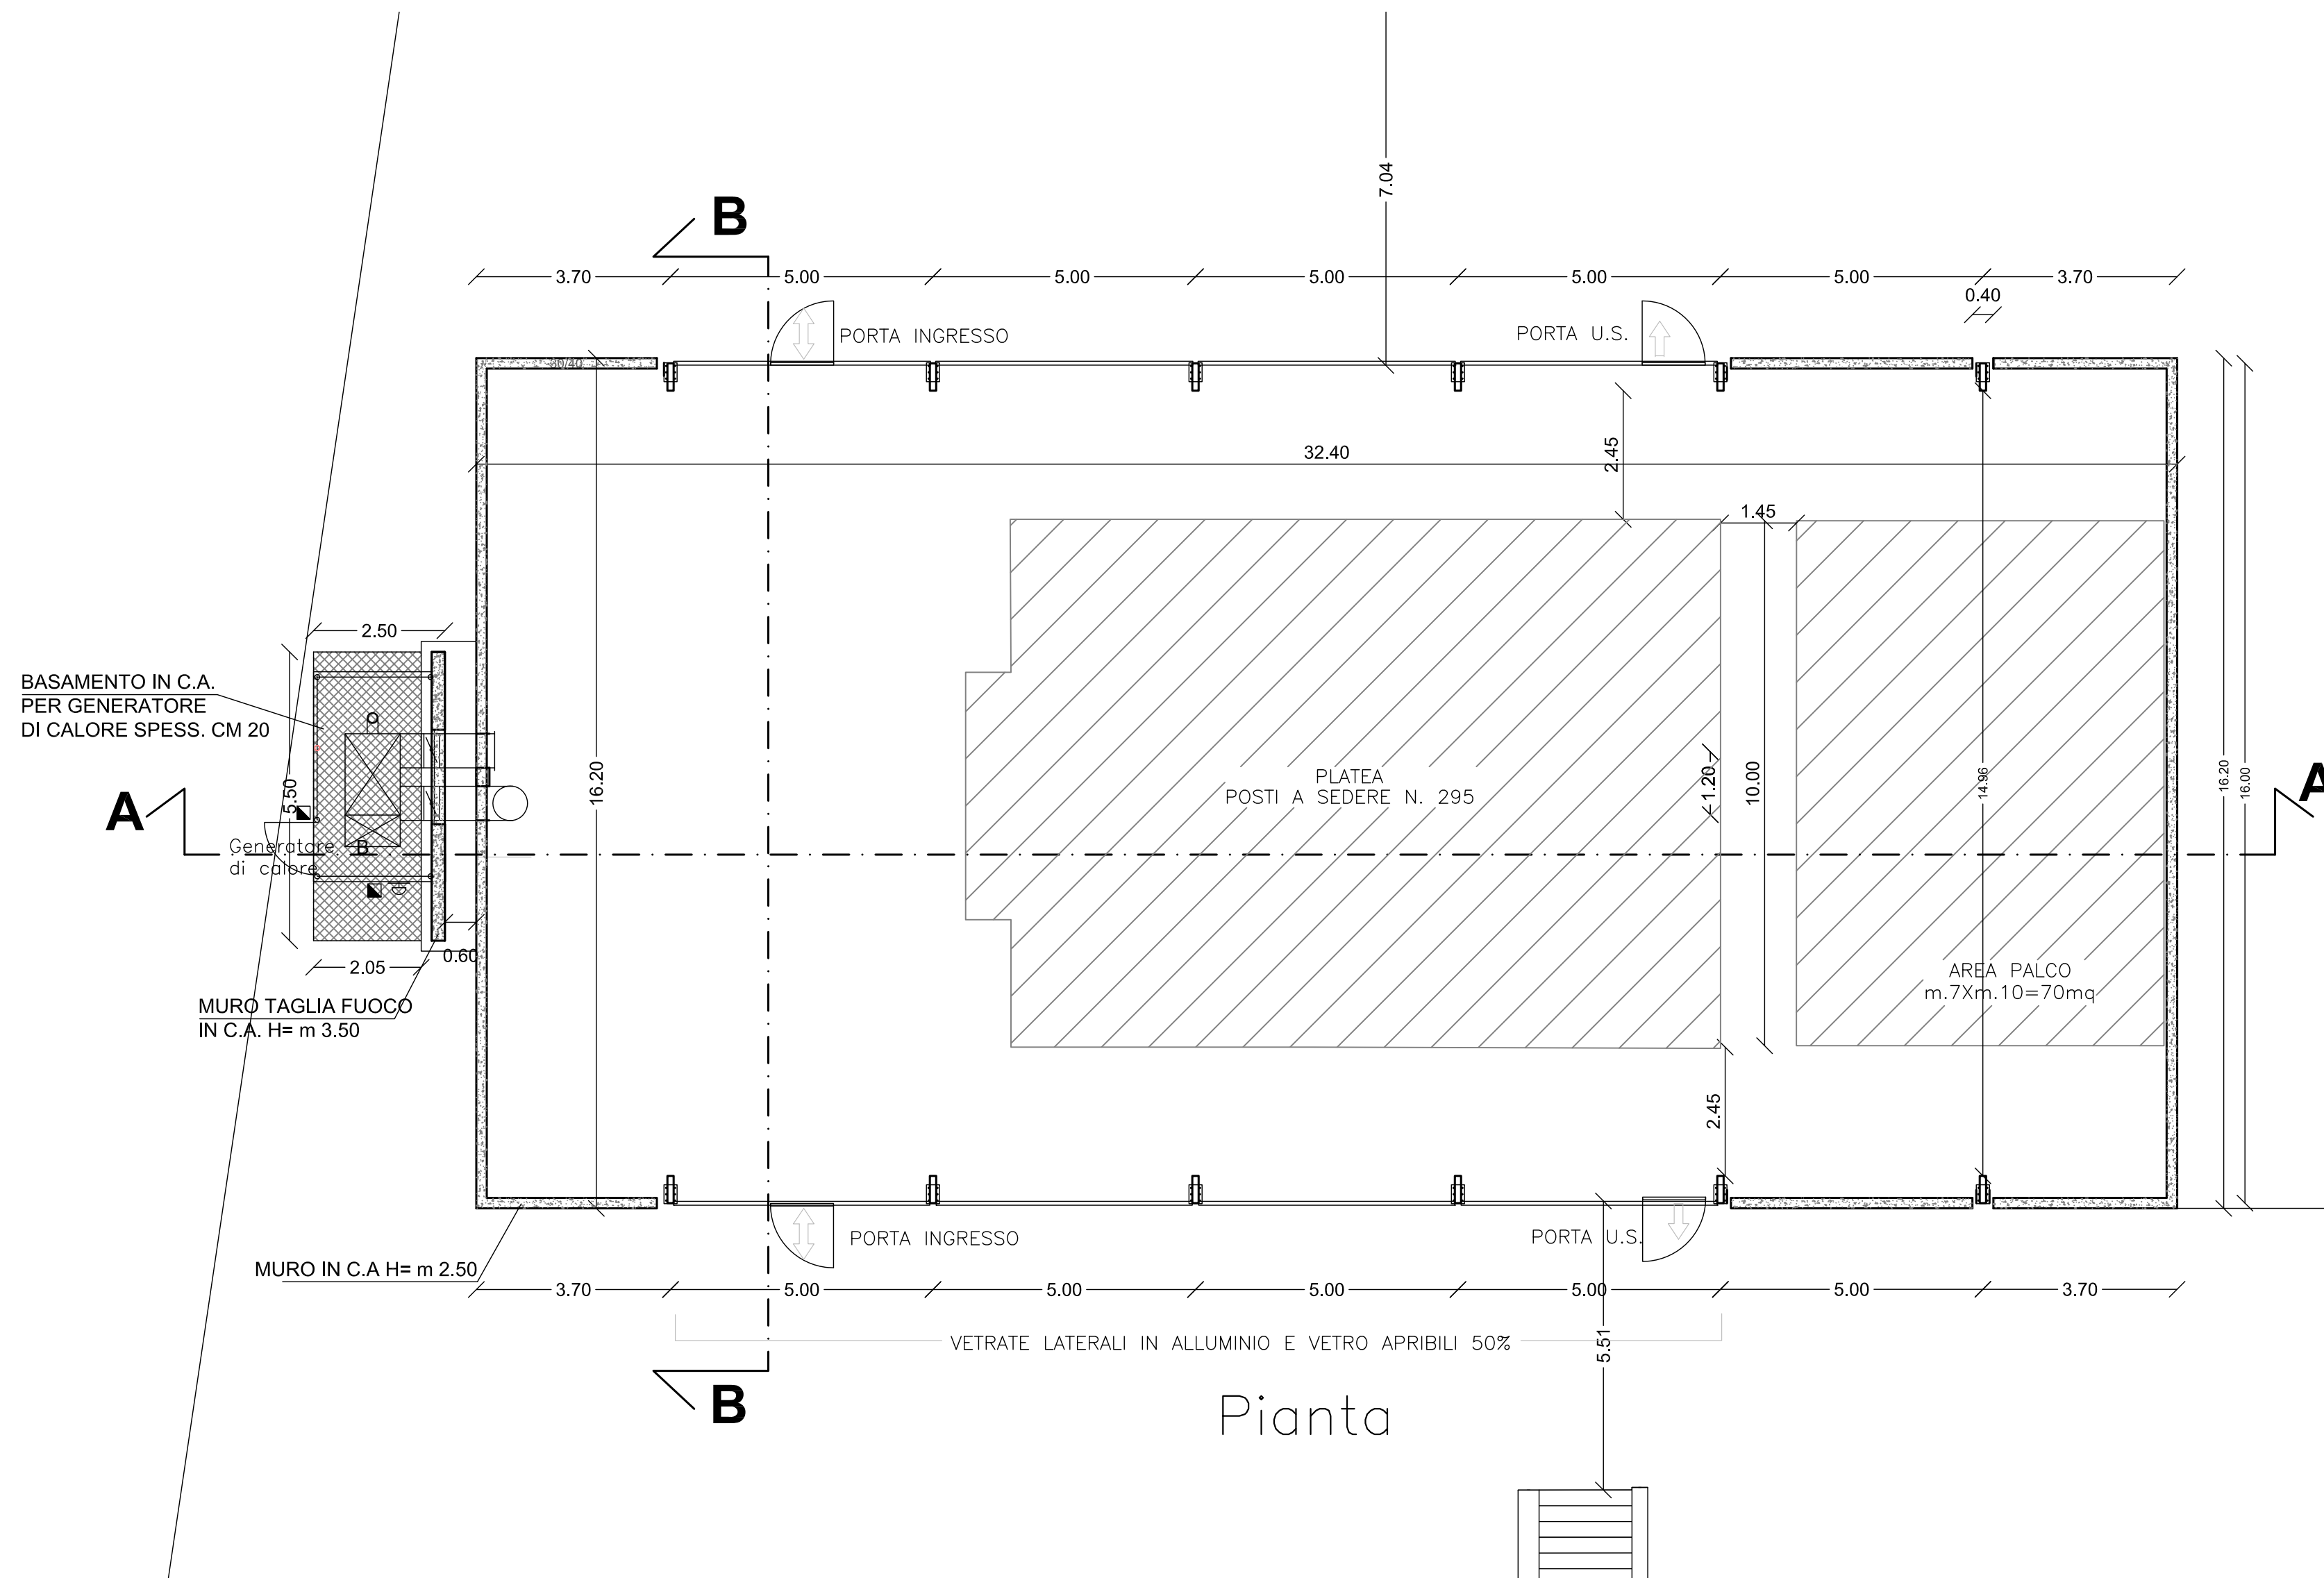 7.04
B
3.70
5.00
5.00
5.00
5.00
5.00
3.70
0.40
PORTA INGRESSO
PORTA U.S.
30/40
2.45
32.40
1.45
2.50
BASAMENTO IN C.A.
PER GENERATORE
DI CALORE SPESS. CM 20
5.50
16.20
PLATEA
POSTI A SEDERE N. 295
1.20
10.00
14.96
16.20
16.00
A
A
Generatore
di calore
B
0.60
2.05
MURO TAGLIA FUOCO
IN C.A. H= m 3.50
AREA PALCO
m.7Xm.10=70mq
2.45
PORTA INGRESSO
PORTA U.S.
MURO IN C.A H= m 2.50
3.70
5.00
5.00
5.00
5.00
5.00
3.70
VETRATE LATERALI IN ALLUMINIO E VETRO APRIBILI 50%
5.51
B
Pianta